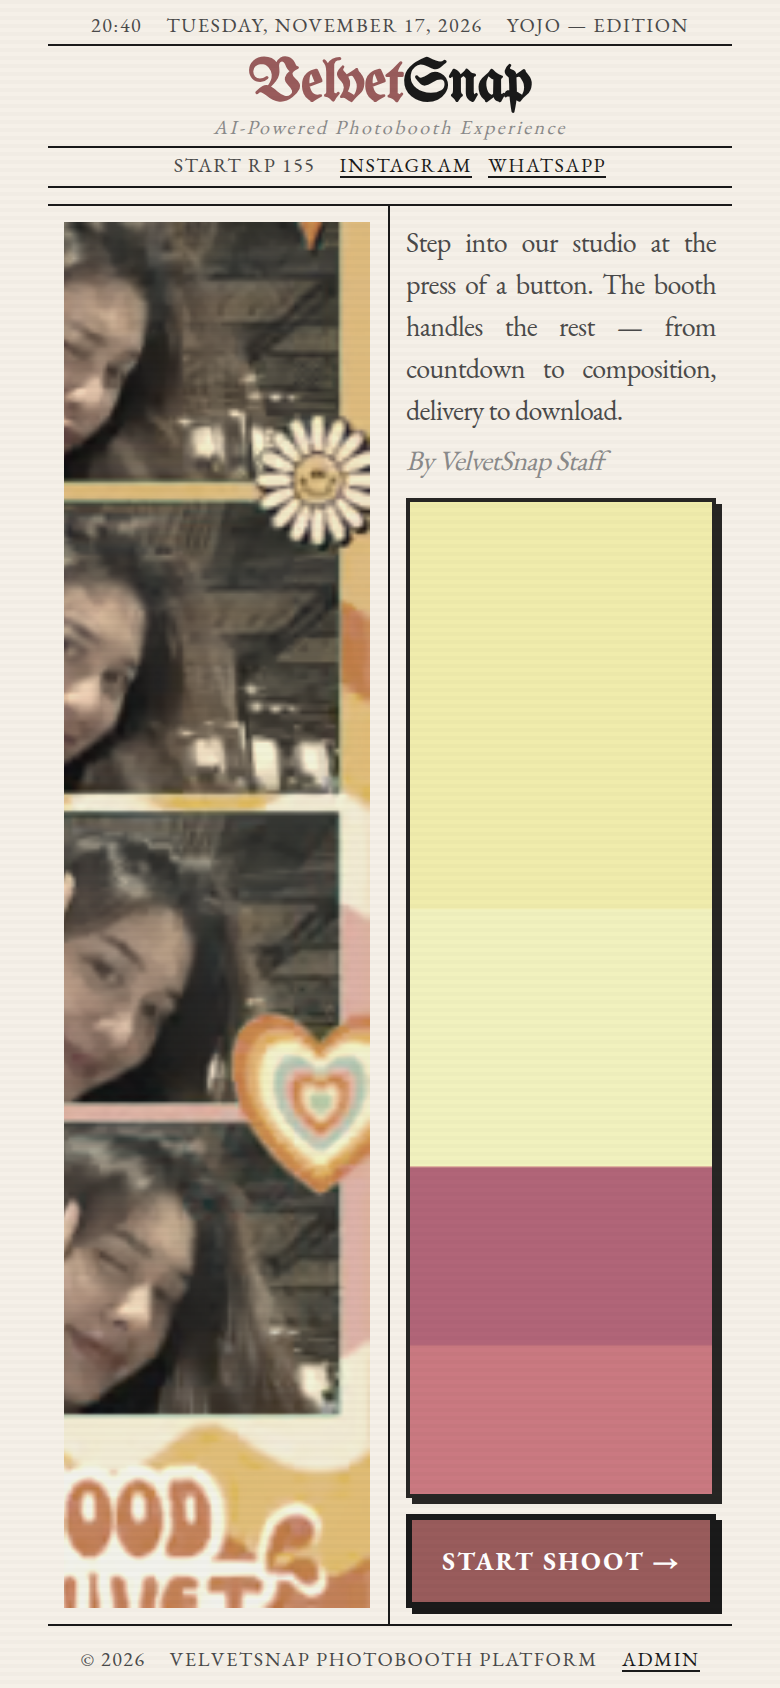 20:40 TUESDAY, NOVEMBER 17, 2026 YOJO — EDITION
VelvetSnap
AI-Powered Photobooth Experience
START RP 155 INSTAGRAM WHATSAPP
Step into our studio at the
press of a button. The booth
handles the rest — from
countdown to composition,
delivery to download.
By VelvetSnap Staff
START SHOOT →
OOD
© 2026 VELVETSNAP PHOTOBOOTH PLATFORM ADMIN